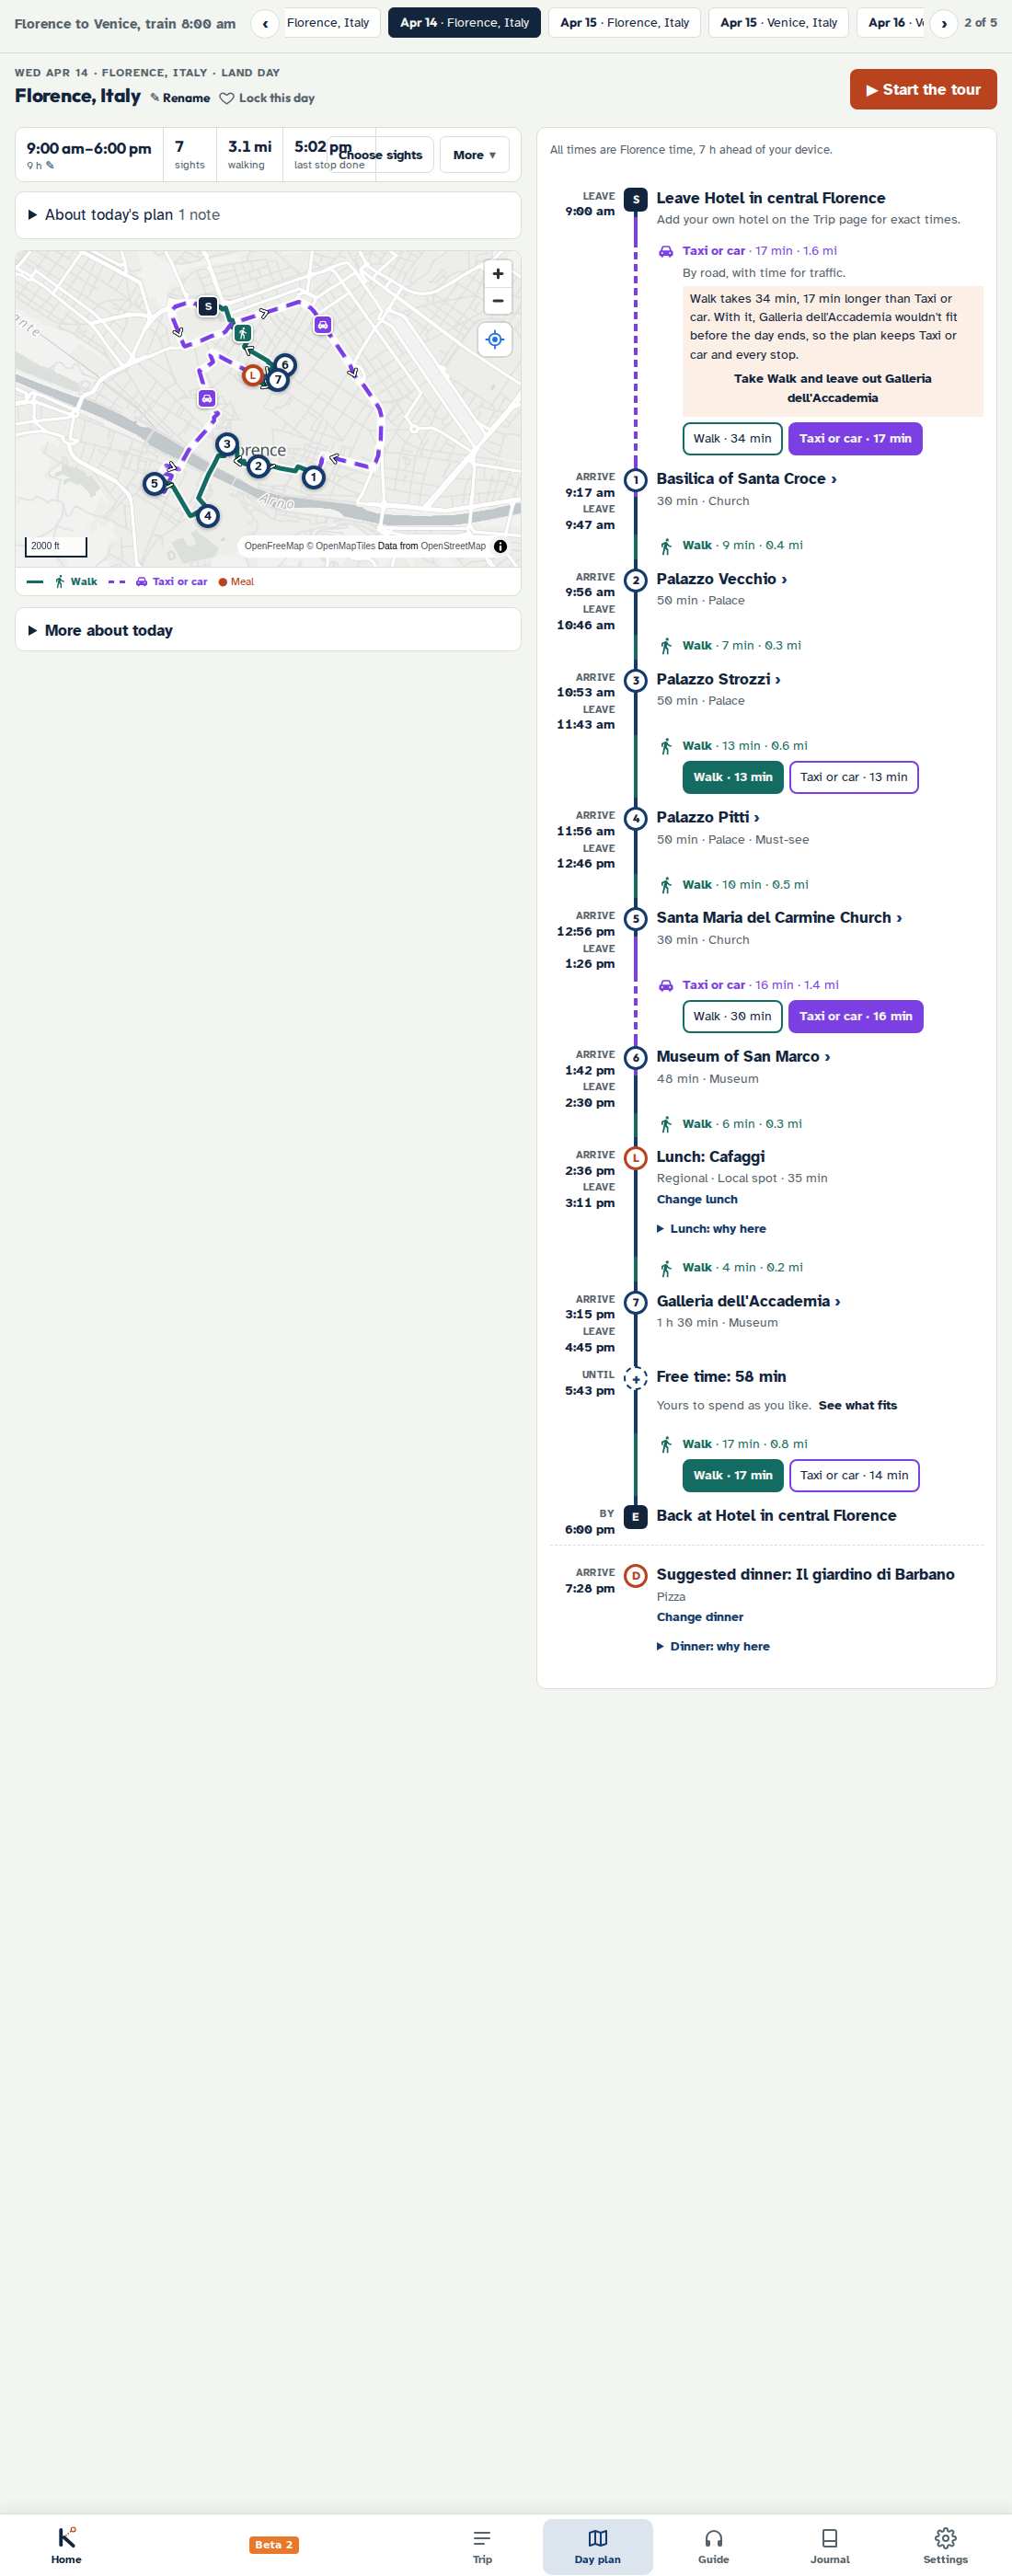 Florence to Venice, train 8:00 am
‹
Florence, Italy
Apr 14 · Florence, Italy
Apr 15 · Florence, Italy
Apr 15 · Venice, Italy
Apr 16 ·
›
2 of 5
WED APR 14 · FLORENCE, ITALY · LAND DAY
Florence, Italy ✎ Rename Lock this day
▶ Start the tour
9:00 am–6:00 pm
9 h ✎
7
sights
3.1 mi
walking
5:02 pm
last stop done
Choose sights
More ▼
▶ About today's plan 1 note
S
6
L
7
3
2
1
5
4
Arno
+
−
2000 ft
OpenFreeMap © OpenMapTiles Data from OpenStreetMap
Walk Taxi or car Meal
▶ More about today
All times are Florence time, 7 h ahead of your device.
LEAVE
9:00 am
S
Leave Hotel in central Florence
Add your own hotel on the Trip page for exact times.
Taxi or car · 17 min · 1.6 mi
By road, with time for traffic.
Walk takes 34 min, 17 min longer than Taxi or
car. With it, Galleria dell'Accademia wouldn't fit
before the day ends, so the plan keeps Taxi or
car and every stop.
Take Walk and leave out Galleria
dell'Accademia
Walk · 34 min
Taxi or car · 17 min
ARRIVE
9:17 am
LEAVE
9:47 am
1
Basilica of Santa Croce ›
30 min · Church
Walk · 9 min · 0.4 mi
ARRIVE
9:56 am
LEAVE
10:46 am
2
Palazzo Vecchio ›
50 min · Palace
Walk · 7 min · 0.3 mi
ARRIVE
10:53 am
LEAVE
11:43 am
3
Palazzo Strozzi ›
50 min · Palace
Walk · 13 min · 0.6 mi
Walk · 13 min
Taxi or car · 13 min
ARRIVE
11:56 am
LEAVE
12:46 pm
4
Palazzo Pitti ›
50 min · Palace · Must-see
Walk · 10 min · 0.5 mi
ARRIVE
12:56 pm
LEAVE
1:26 pm
5
Santa Maria del Carmine Church ›
30 min · Church
Taxi or car · 16 min · 1.4 mi
Walk · 30 min
Taxi or car · 16 min
ARRIVE
1:42 pm
LEAVE
2:30 pm
6
Museum of San Marco ›
48 min · Museum
Walk · 6 min · 0.3 mi
ARRIVE
2:36 pm
LEAVE
3:11 pm
L
Lunch: Cafaggi
Regional · Local spot · 35 min
Change lunch
▶ Lunch: why here
Walk · 4 min · 0.2 mi
ARRIVE
3:15 pm
LEAVE
4:45 pm
7
Galleria dell'Accademia ›
1 h 30 min · Museum
UNTIL
5:43 pm
+
Free time: 58 min
Yours to spend as you like. See what fits
Walk · 17 min · 0.8 mi
Walk · 17 min
Taxi or car · 14 min
BY
6:00 pm
E
Back at Hotel in central Florence
ARRIVE
7:28 pm
D
Suggested dinner: Il giardino di Barbano
Pizza
Change dinner
▶ Dinner: why here
Home
Beta 2
Trip
Day plan
Guide
Journal
Settings